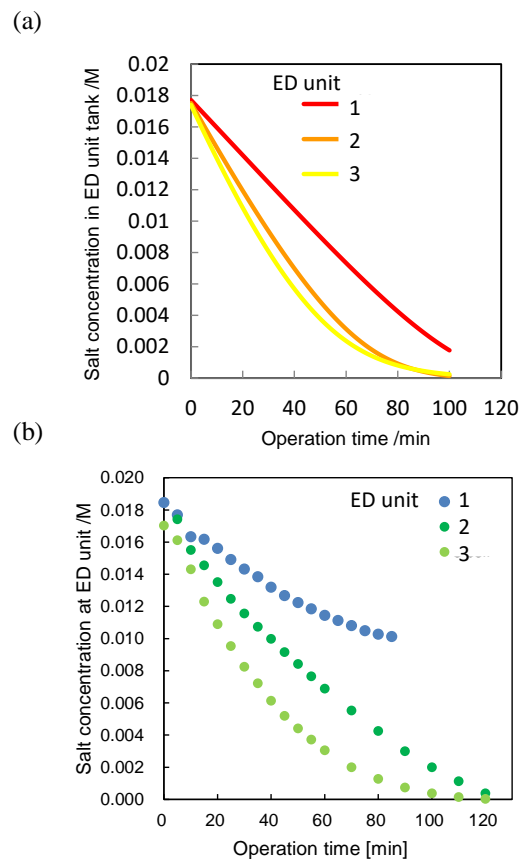 (a)
Salt concentration in ED unit tank /M
0.02
0.018
0.016
0.014
0.012
0.01
0.008
0.006
0.004
0.002
0
ED unit
1
2
3
0 20 40 60 80 100 120
Operation time /min
(b)
Salt concentration at ED unit /M
0.020
0.018
0.016
0.014
0.012
0.010
0.008
0.006
0.004
0.002
0.000
ED unit
1
2
3
0 20 40 60 80 100 120
Operation time [min]